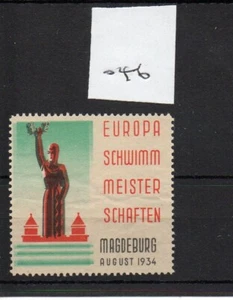 EUROPA
SCHWIMM
MEISTER
SCHAFTEN
MAGDEBURG
AUGUST 1934